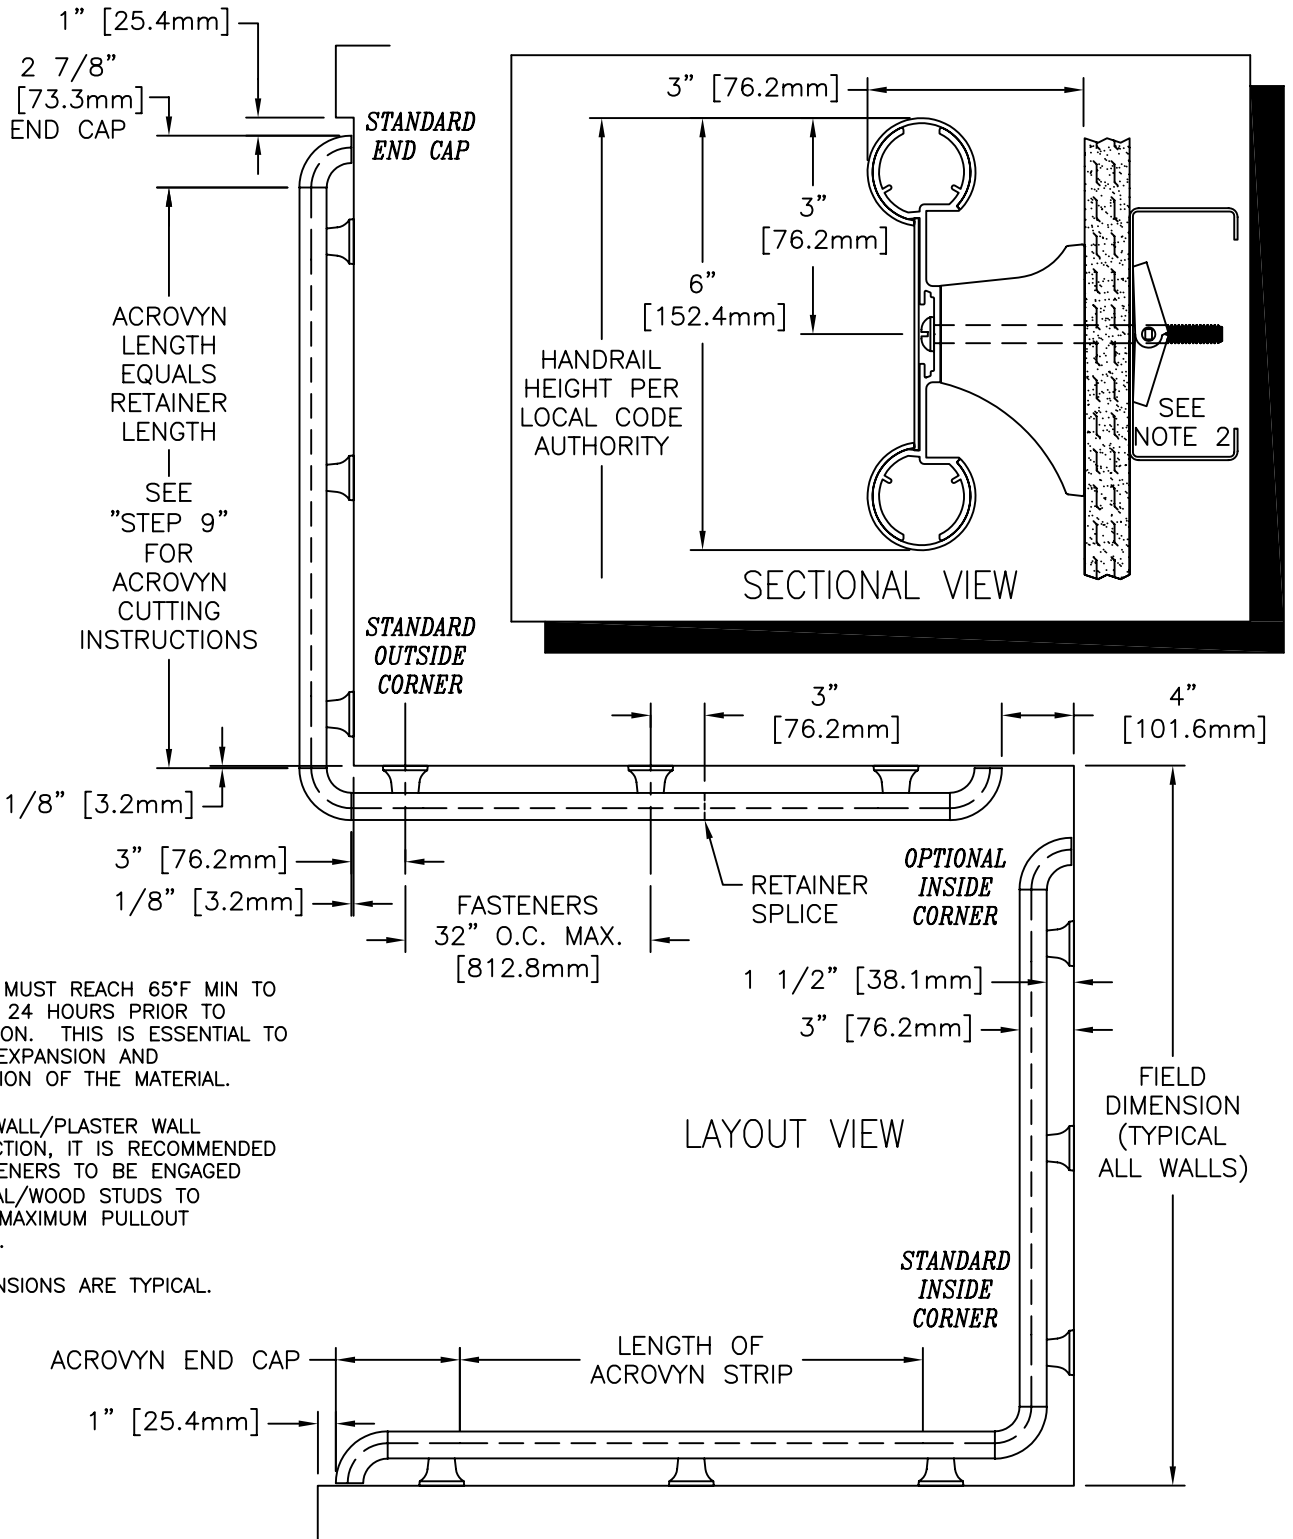 1" [25.4mm]
2 7/8"
[73.3mm]
END CAP
STANDARD
END CAP
3" [76.2mm]
3"
[76.2mm]
6"
[152.4mm]
HANDRAIL
HEIGHT PER
LOCAL CODE
AUTHORITY
SEE
NOTE 2
SECTIONAL VIEW
ACROVYN
LENGTH
EQUALS
RETAINER
LENGTH
SEE
"STEP 9"
FOR
ACROVYN
CUTTING
INSTRUCTIONS
STANDARD
OUTSIDE
CORNER
3"
[76.2mm]
4"
[101.6mm]
1/8" [3.2mm]
3" [76.2mm]
1/8" [3.2mm]
FASTENERS
32" O.C. MAX.
[812.8mm]
RETAINER
SPLICE
OPTIONAL
INSIDE
CORNER
1 1/2" [38.1mm]
3" [76.2mm]
MUST REACH 65°F MIN TO
24 HOURS PRIOR TO
ON. THIS IS ESSENTIAL TO
EXPANSION AND
ION OF THE MATERIAL.
WALL/PLASTER WALL
CTION, IT IS RECOMMENDED
ENERS TO BE ENGAGED
AL/WOOD STUDS TO
MAXIMUM PULLOUT
.
NSIONS ARE TYPICAL.
LAYOUT VIEW
FIELD
DIMENSION
(TYPICAL
ALL WALLS)
STANDARD
INSIDE
CORNER
ACROVYN END CAP
LENGTH OF
ACROVYN STRIP
1" [25.4mm]